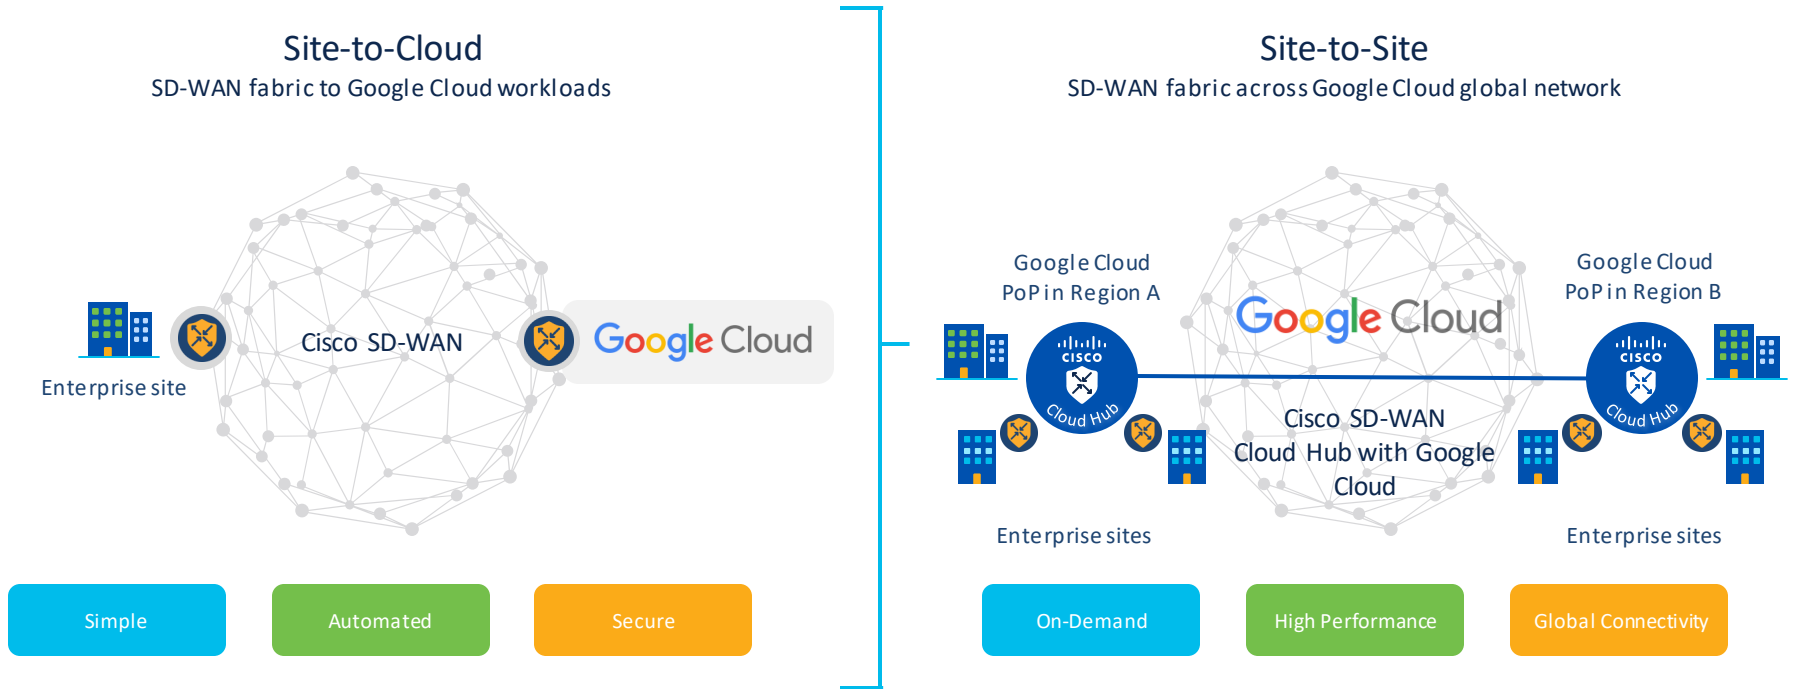 Site-to-Cloud
SD-WAN fabric to Google Cloud workloads
Cisco SD-WAN
Google Cloud
Enterprise site
Simple
Automated
Secure
Site-to-Site
SD-WAN fabric across Google Cloud global network
Google Cloud
PoP in Region A
Google Cloud
PoP in Region B
Google Cloud
CISCO
Cloud Hub
CISCO
Cloud Hub
Cisco SD-WAN
Cloud Hub with Google
Cloud
Enterprise sites
Enterprise sites
On-Demand
High Performance
Global Connectivity